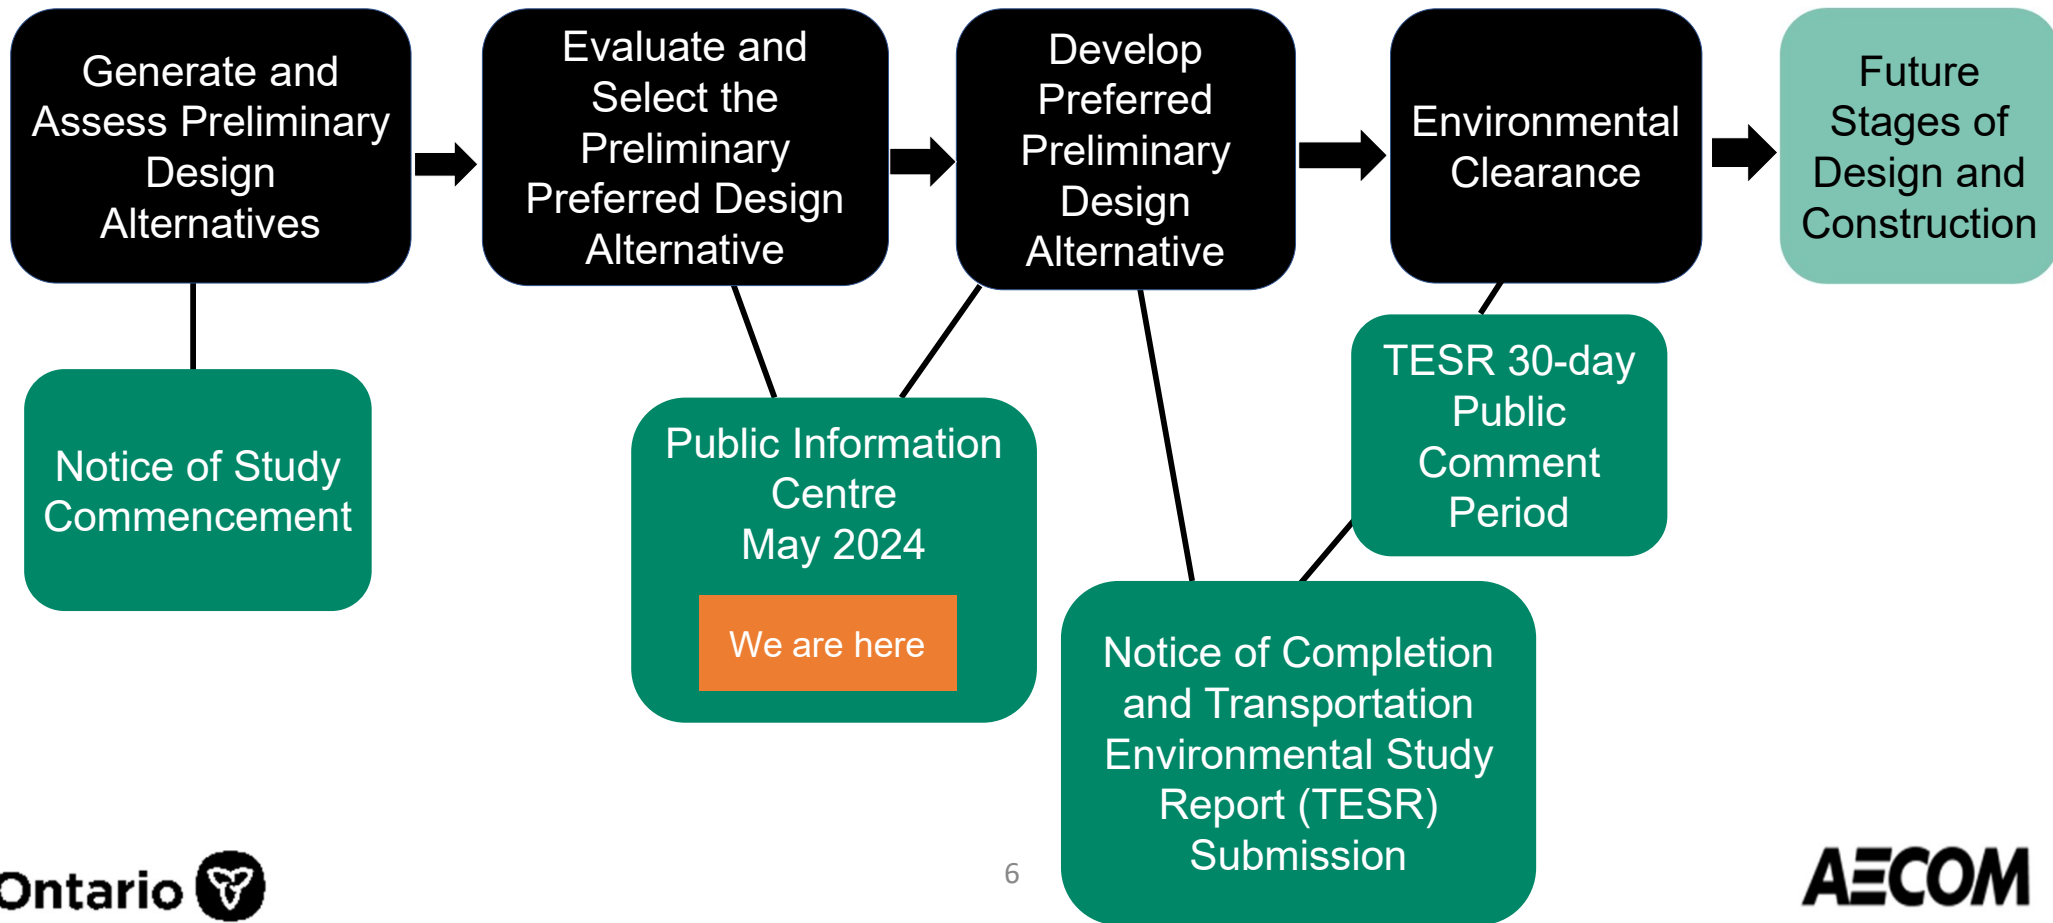 Generate and
Assess Preliminary
Design
Alternatives
Evaluate and
Select the
Preliminary
Preferred Design
Alternative
Develop
Preferred
Preliminary
Design
Alternative
Environmental
Clearance
Future
Stages of
Design and
Construction
Notice of Study
Commencement
Public Information
Centre
May 2024
We are here
TESR 30-day
Public
Comment
Period
Notice of Completion
and Transportation
Environmental Study
Report (TESR)
Submission
Ontario
6
AECOM